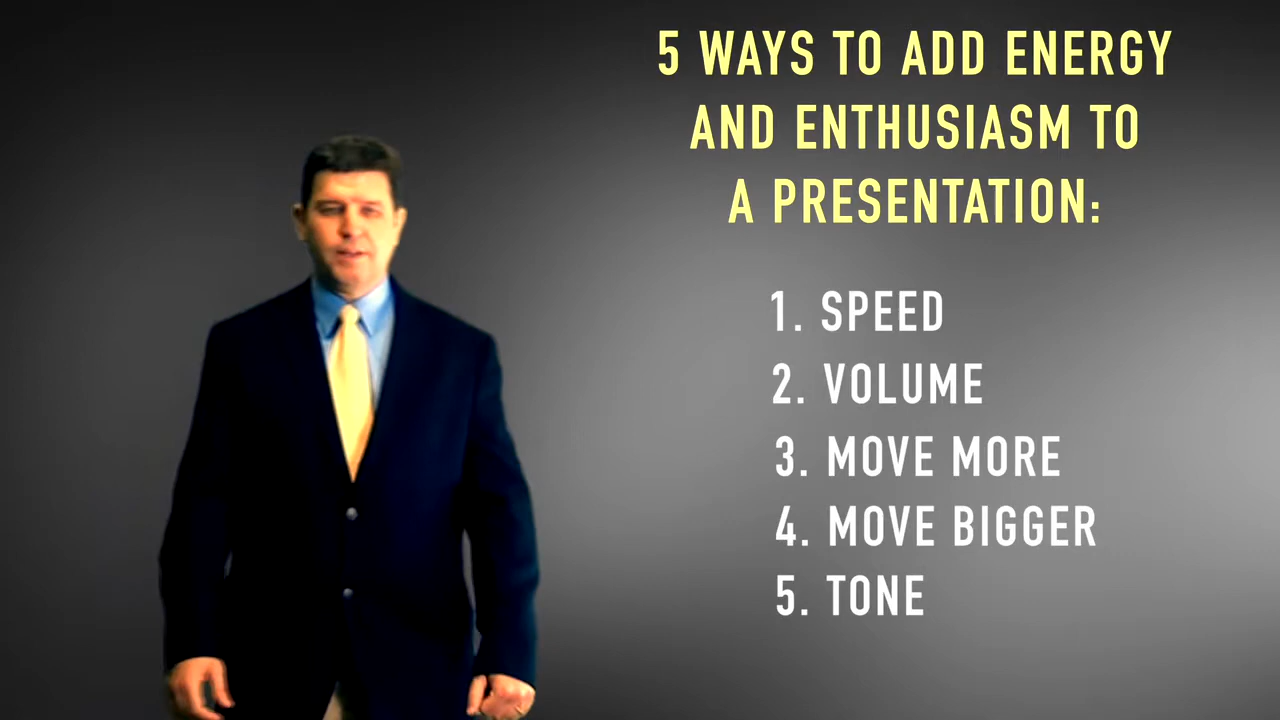 5 WAYS TO ADD ENERGY
AND ENTHUSIASM TO
A PRESENTATION:
1. SPEED
2. VOLUME
3. MOVE MORE
4. MOVE BIGGER
5. TONE